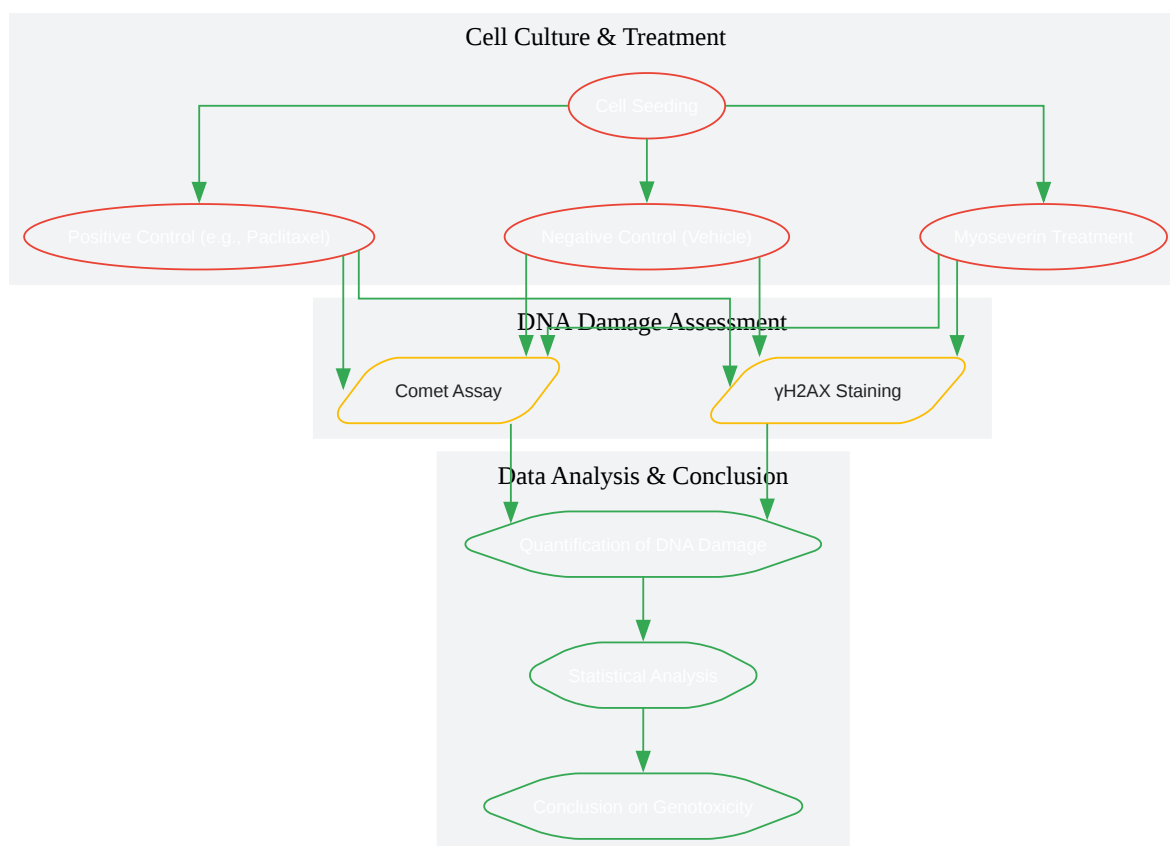 Cell Culture & Treatment
Cell Seeding
Positive Control (e.g., Paclitaxel)
Negative Control (Vehicle)
Myoseverin Treatment
DNA Damage Assessment
Comet Assay
γH2AX Staining
Data Analysis & Conclusion
Quantification of DNA Damage
Statistical Analysis
Conclusion on Genotoxicity